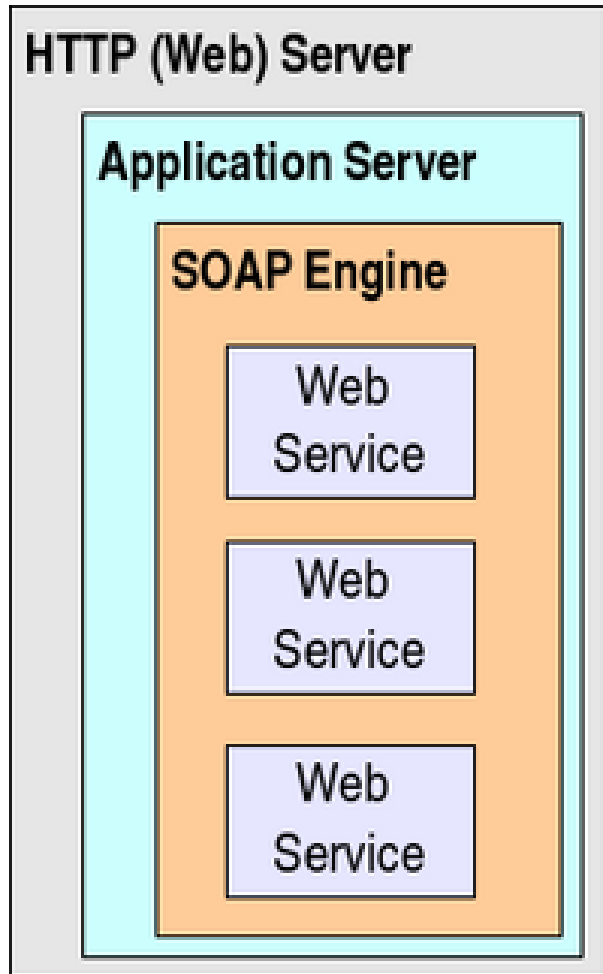 HTTP (Web) Server
Application Server
SOAP Engine
Web
Service
Web
Service
Web
Service